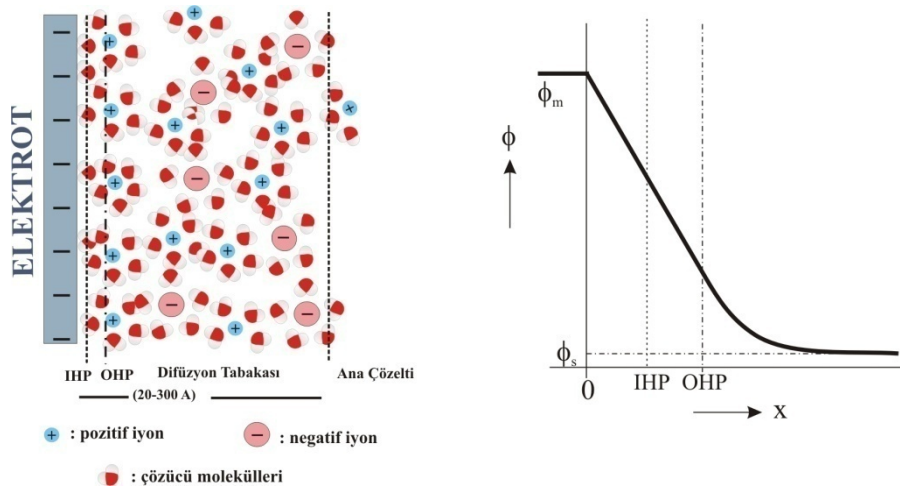 ELEKTROT
IHP OHP Difüzyon Tabakası Ana Çözelti
(20-300 A)
+ : pozitif iyon − : negatif iyon
: çözücü molekülleri
ϕm
ϕ
ϕs
0 IHP OHP
x